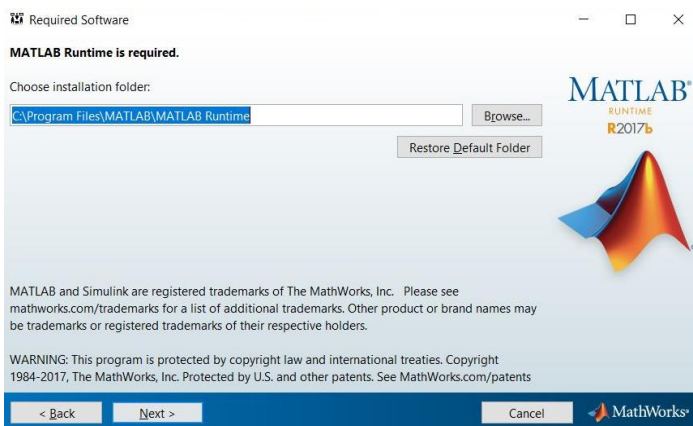 Required Software
MATLAB Runtime is required.
Choose installation folder:
C:\Program Files\MATLAB\MATLAB Runtime
Browse...
Restore Default Folder
MATLAB®
RUNTIME
R2017b
MATLAB and Simulink are registered trademarks of The MathWorks, Inc. Please see
mathworks.com/trademarks for a list of additional trademarks. Other product or brand names may
be trademarks or registered trademarks of their respective holders.
WARNING: This program is protected by copyright law and international treaties. Copyright
1984-2017, The MathWorks, Inc. Protected by U.S. and other patents. See MathWorks.com/patents
< Back
Next >
Cancel
MathWorks®